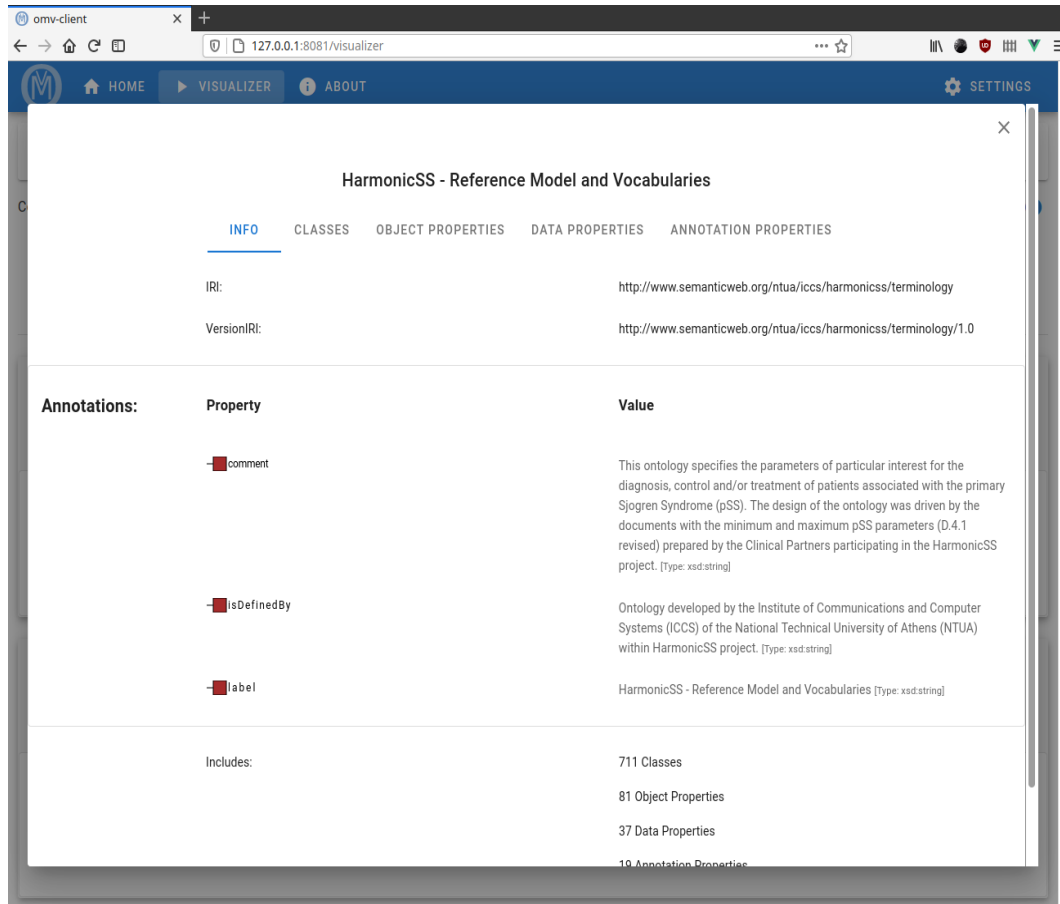 omv-client
127.0.0.1:8081/visualizer
HOME
VISUALIZER
ABOUT
SETTINGS
HarmonicSS - Reference Model and Vocabularies
INFO CLASSES OBJECT PROPERTIES DATA PROPERTIES ANNOTATION PROPERTIES
IRI: http://www.semanticweb.org/ntua/iccs/harmonicss/terminology
VersionIRI: http://www.semanticweb.org/ntua/iccs/harmonicss/terminology/1.0
Annotations: Property Value
comment
This ontology specifies the parameters of particular interest for the
diagnosis, control and/or treatment of patients associated with the primary
Sjogren Syndrome (pSS). The design of the ontology was driven by the
documents with the minimum and maximum pSS parameters (D.4.1
revised) prepared by the Clinical Partners participating in the HarmonicSS
project. [Type: xsd:string]
isDefinedBy
Ontology developed by the Institute of Communications and Computer
Systems (ICCS) of the National Technical University of Athens (NTUA)
within HarmonicSS project. [Type: xsd:string]
label
HarmonicSS - Reference Model and Vocabularies [Type: xsd:string]
Includes: 711 Classes
81 Object Properties
37 Data Properties
19 Annotation Properties